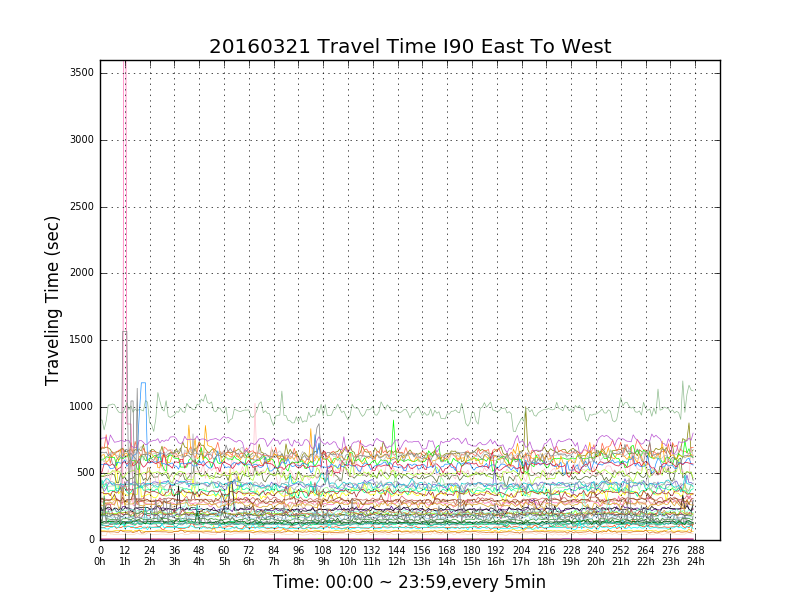 20160321 Travel Time I90 East To West
3500
3000
2500
2000
1500
1000
500
0
Traveling Time (sec)
0 12 24 36 48 60 72 84 96 108 120 132 144 156 168 180 192 204 216 228 240 252 264 276 288
0h 1h 2h 3h 4h 5h 6h 7h 8h 9h 10h 11h 12h 13h 14h 15h 16h 17h 18h 19h 20h 21h 22h 23h 24h
Time: 00:00 ~ 23:59,every 5min